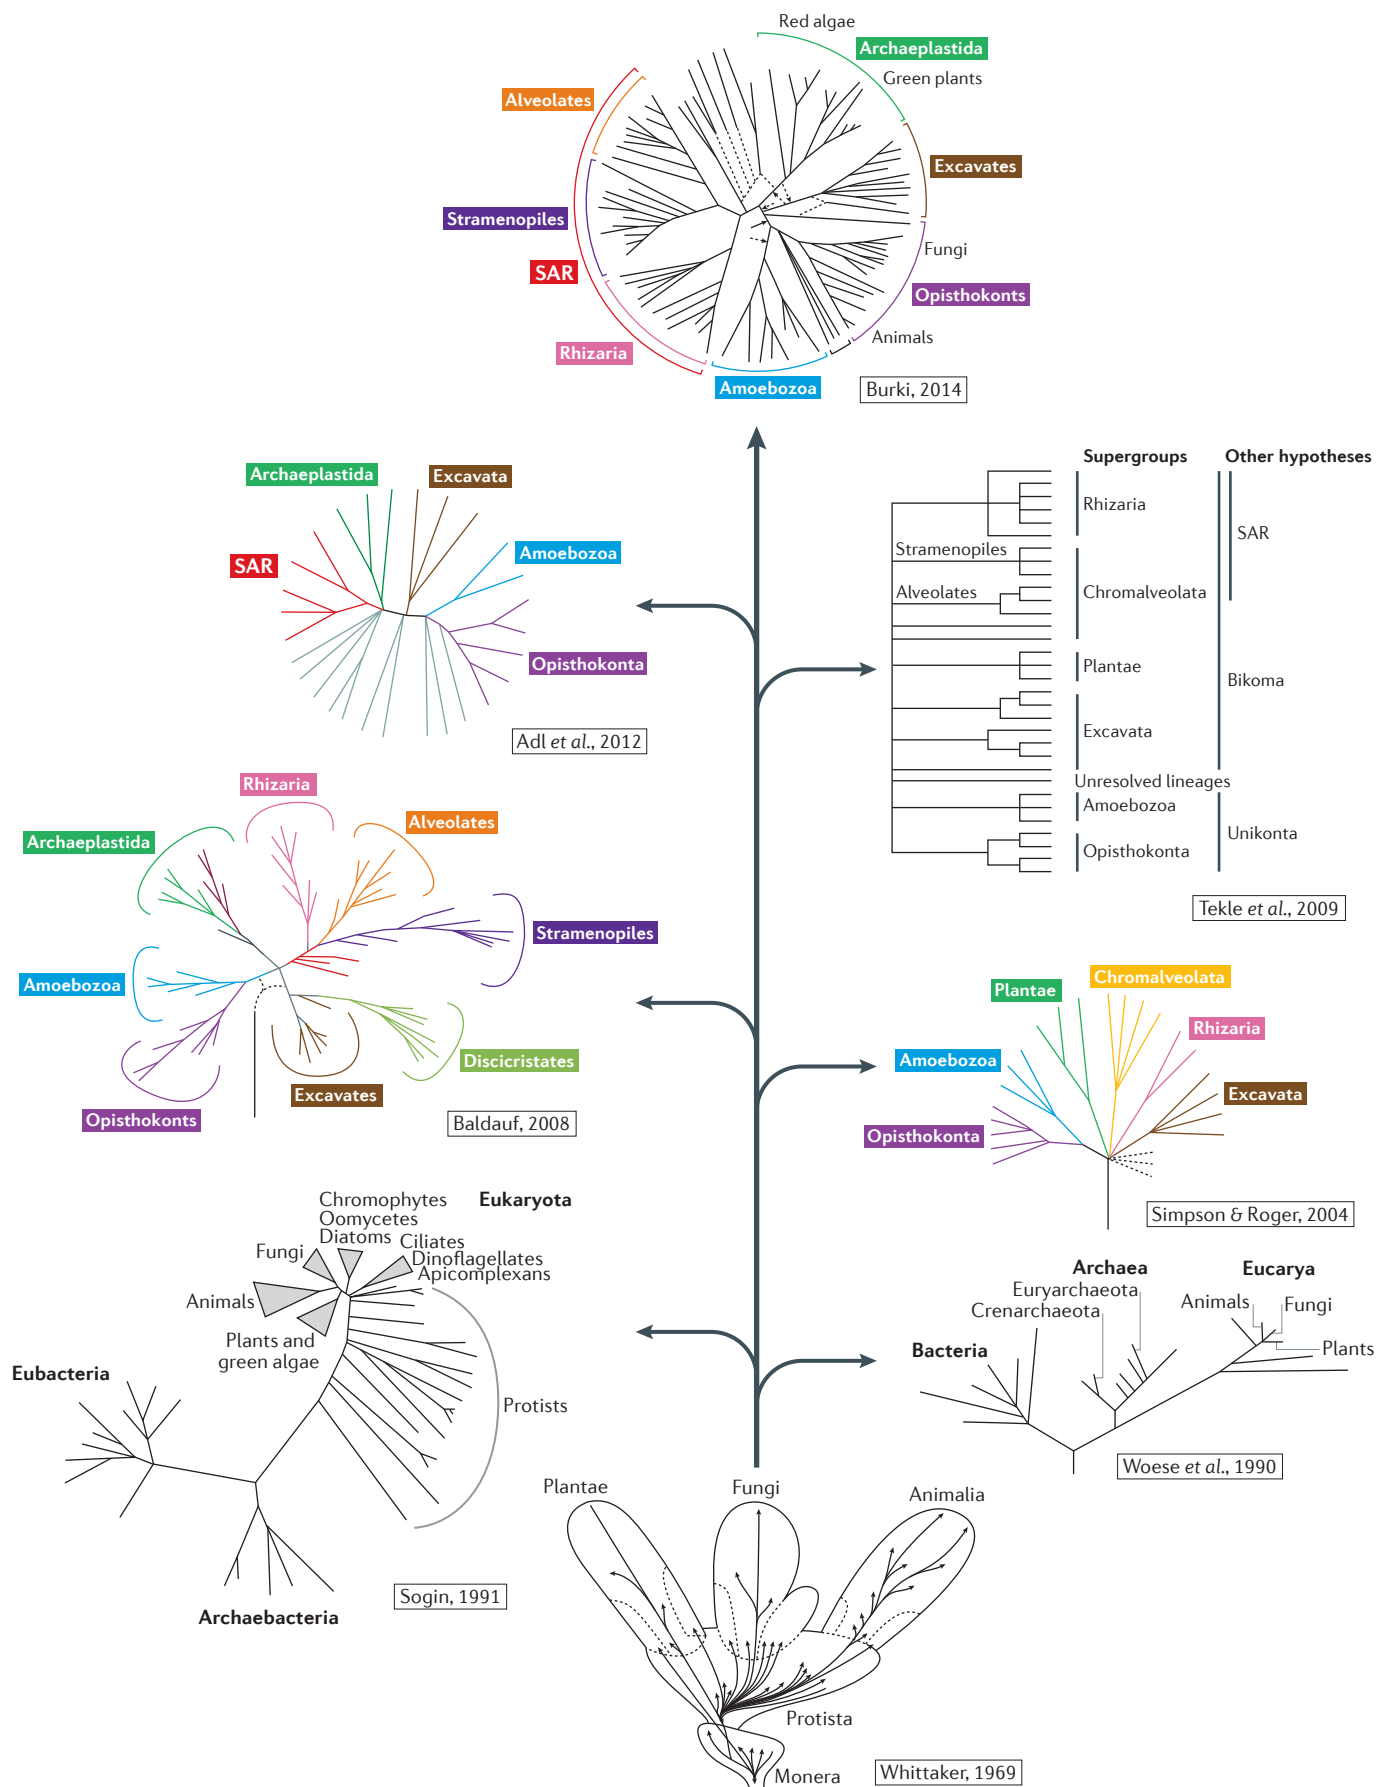 Red algae
Archaeplastida
Green plants
Alveolates
Excavates
Stramenopiles
Fungi
SAR
Opisthokonts
Animals
Rhizaria
Amoebozoa
Burki, 2014
Archaeplastida
Excavata
Amoebozoa
SAR
Opisthokonta
Adl et al., 2012
Supergroups
Other hypotheses
Rhizaria
SAR
Stramenopiles
Alveolates
Chromalveolata
Plantae
Bikoma
Excavata
Unresolved lineages
Amoebozoa
Unikonta
Opisthokonta
Tekle et al., 2009
Rhizaria
Alveolates
Archaeplastida
Stramenopiles
Amoebozoa
Discicristates
Excavates
Opisthokonts
Baldauf, 2008
Chromalveolata
Plantae
Rhizaria
Amoebozoa
Excavata
Opisthokonta
Simpson & Roger, 2004
Eukaryota
Chromophytes
Oomycetes
Diatoms
Ciliates
Dinoflagellates
Apicomplexans
Fungi
Animals
Plants and
green algae
Eubacteria
Protists
Archaebacteria
Sogin, 1991
Archaea
Eucarya
Euryarchaeota
Crenarchaeota
Animals
Fungi
Bacteria
Plants
Woese et al., 1990
Plantae
Fungi
Animalia
Protista
Monera
Whittaker, 1969